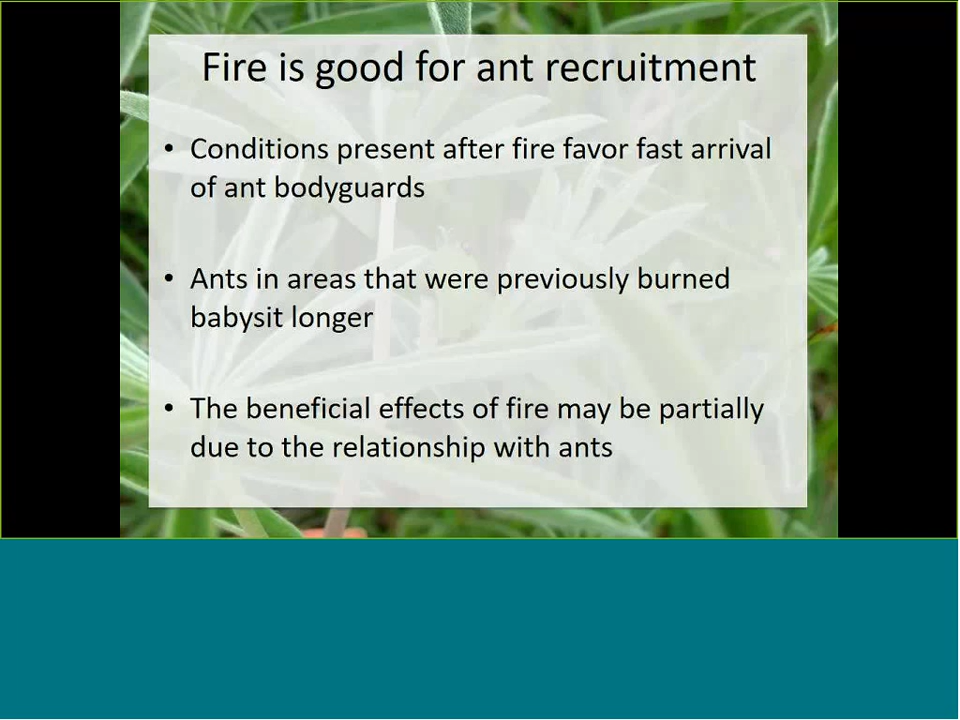 Fire is good for ant recruitment
• Conditions present after fire favor fast arrival
of ant bodyguards
• Ants in areas that were previously burned
babysit longer
• The beneficial effects of fire may be partially
due to the relationship with ants